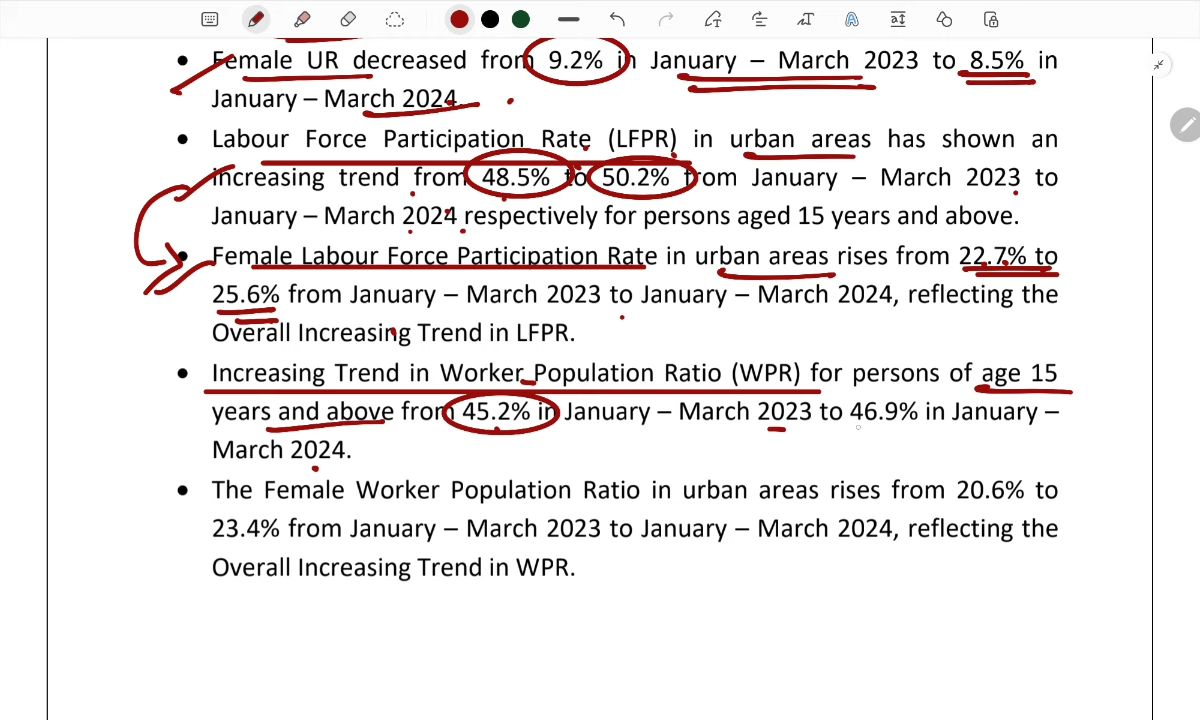 • Female UR decreased from 9.2% in January – March 2023 to 8.5% in
January – March 2024.
• Labour Force Participation Rate (LFPR) in urban areas has shown an
increasing trend from 48.5% to 50.2% from January – March 2023 to
January – March 2024 respectively for persons aged 15 years and above.
• Female Labour Force Participation Rate in urban areas rises from 22.7% to
25.6% from January – March 2023 to January – March 2024, reflecting the
Overall Increasing Trend in LFPR.
• Increasing Trend in Worker Population Ratio (WPR) for persons of age 15
years and above from 45.2% in January – March 2023 to 46.9% in January –
March 2024.
• The Female Worker Population Ratio in urban areas rises from 20.6% to
23.4% from January – March 2023 to January – March 2024, reflecting the
Overall Increasing Trend in WPR.